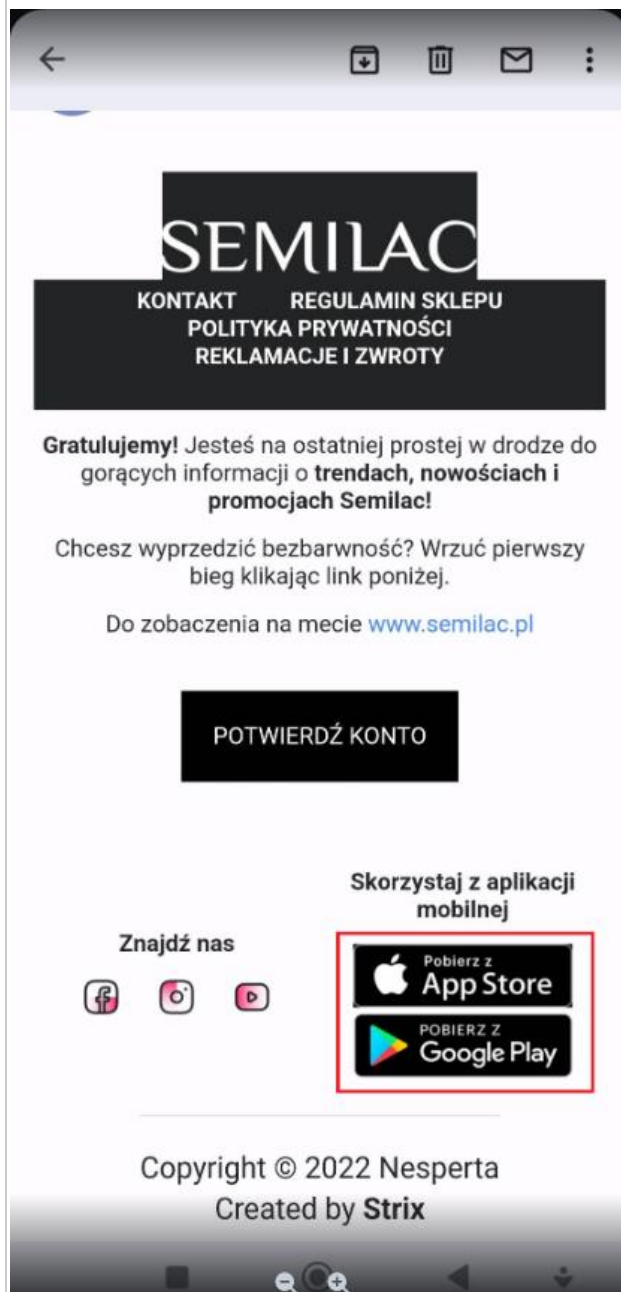 SEMILAC
KONTAKT REGULAMIN SKLEPU
POLITYKA PRYWATNOŚCI
REKLAMACJE I ZWROTY
Gratulujemy! Jesteś na ostatniej prostej w drodze do
gorących informacji o trendach, nowościach i
promocjach Semilac!
Chcesz wyprzedzić bezbarwność? Wrzuć pierwszy
bieg klikając link poniżej.
Do zobaczenia na mecie www.semilac.pl
POTWIERDŹ KONTO
Znajdź nas
Skorzystaj z aplikacji
mobilnej
Pobierz z
App Store
POBIERZ Z
Google Play
Copyright © 2022 Nesperta
Created by Strix